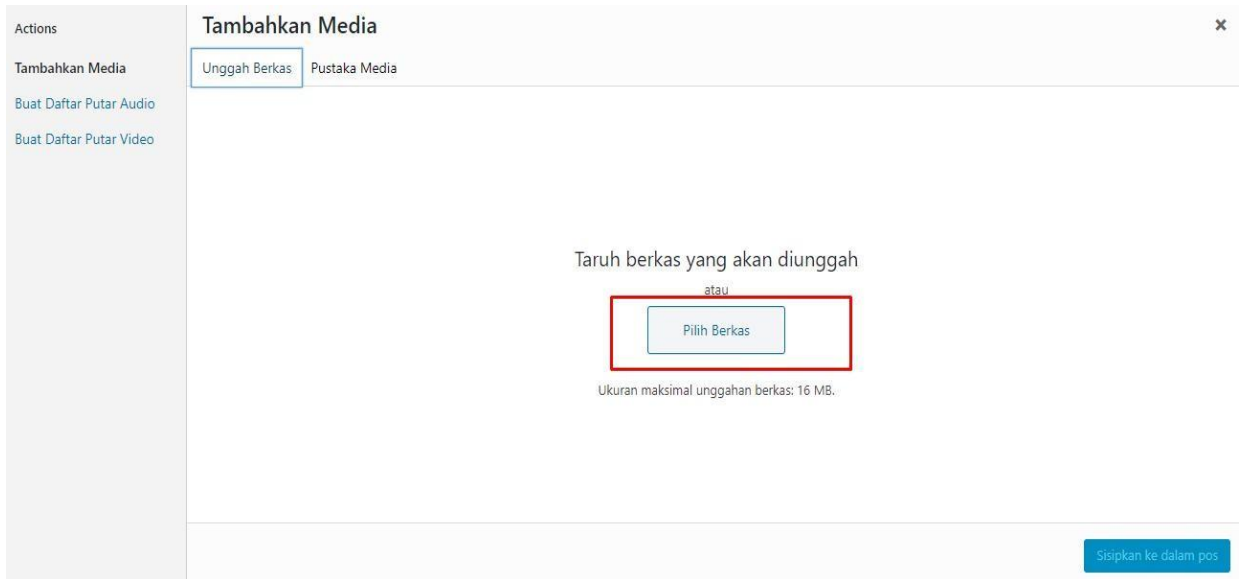 Actions
Tambahkan Media
Buat Daftar Putar Audio
Buat Daftar Putar Video
Tambahkan Media
Unggah Berkas
Pustaka Media
Taruh berkas yang akan diunggah
atau
Pilih Berkas
Ukuran maksimal unggahan berkas: 16 MB.
Sisipkan ke dalam pos